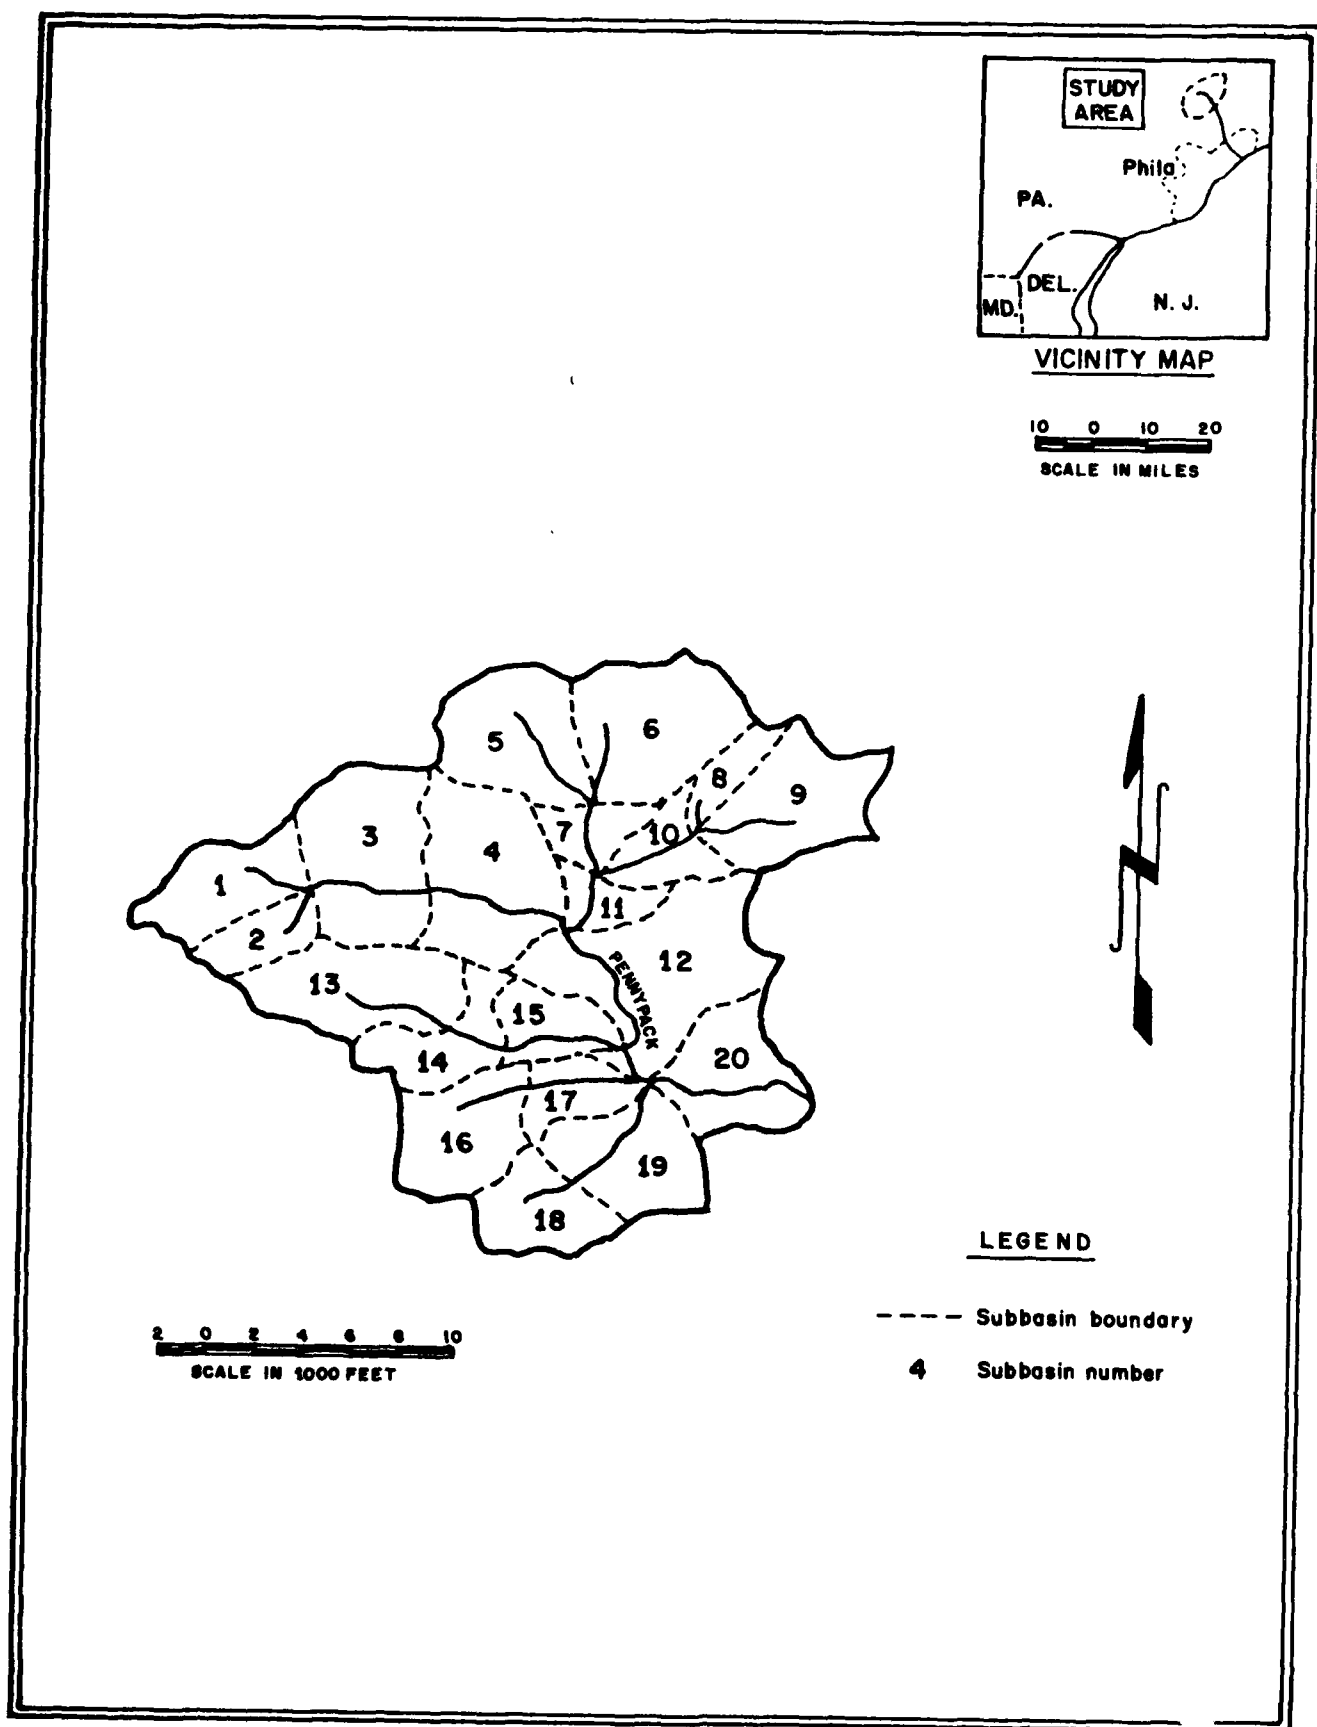 STUDY
AREA
Phila
PA.
DEL.
MD.
N. J.
VICINITY MAP
10 0 10 20
SCALE IN MILES
6
5
8
9
3
7
10
4
1
11
2
12
13
PENNYPACK
15
14
20
17
16
19
18
LEGEND
Subbasin boundary
4 Subbasin number
2 0 2 4 6 8 10
SCALE IN 1000 FEET